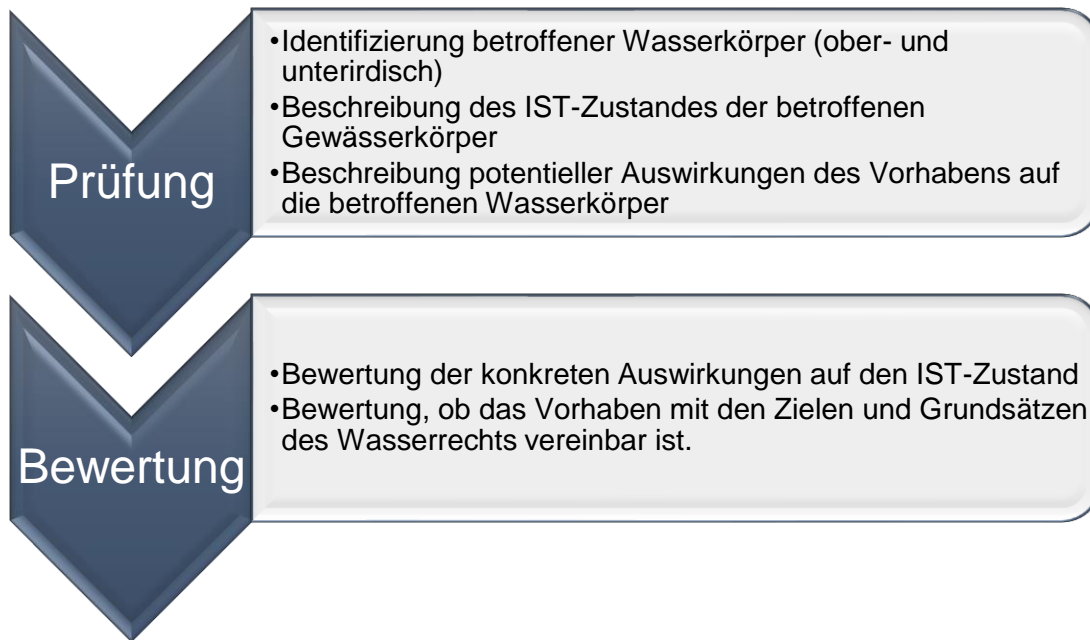 Prüfung
•Identifizierung betroffener Wasserkörper (ober- und
unterirdisch)
•Beschreibung des IST-Zustandes der betroffenen
Gewässerkörper
•Beschreibung potentieller Auswirkungen des Vorhabens auf
die betroffenen Wasserkörper
Bewertung
•Bewertung der konkreten Auswirkungen auf den IST-Zustand
•Bewertung, ob das Vorhaben mit den Zielen und Grundsätzen
des Wasserrechts vereinbar ist.